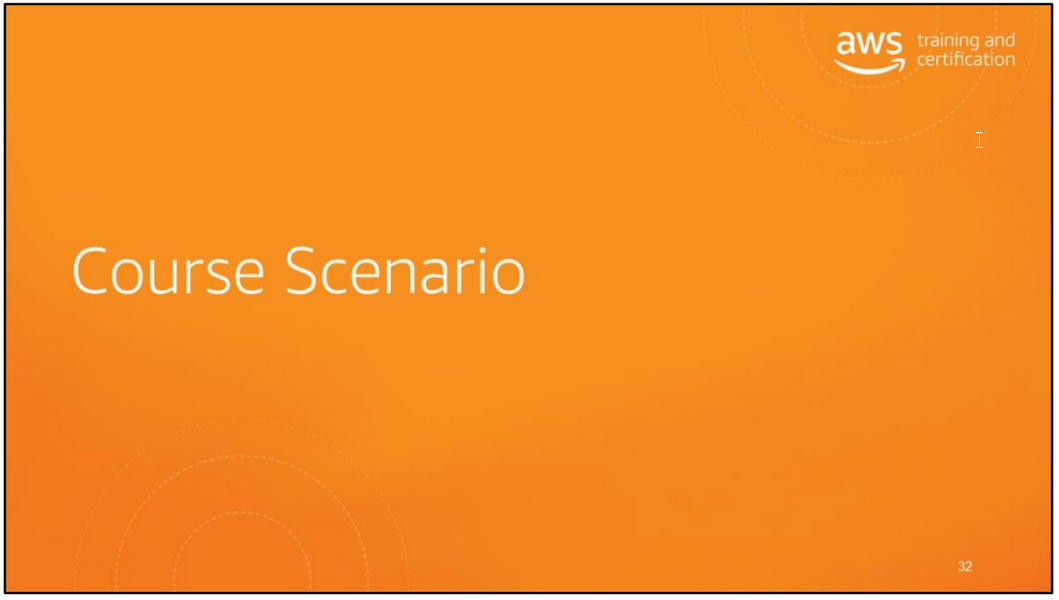 aws training and
certification
Course Scenario
32